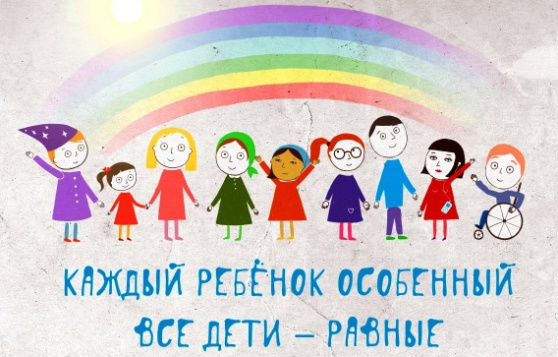 КАЖДЫЙ РЕБЁНОК ОСОБЕННЫЙ
ВСЕ ДЕТИ – РАВНЫЕ